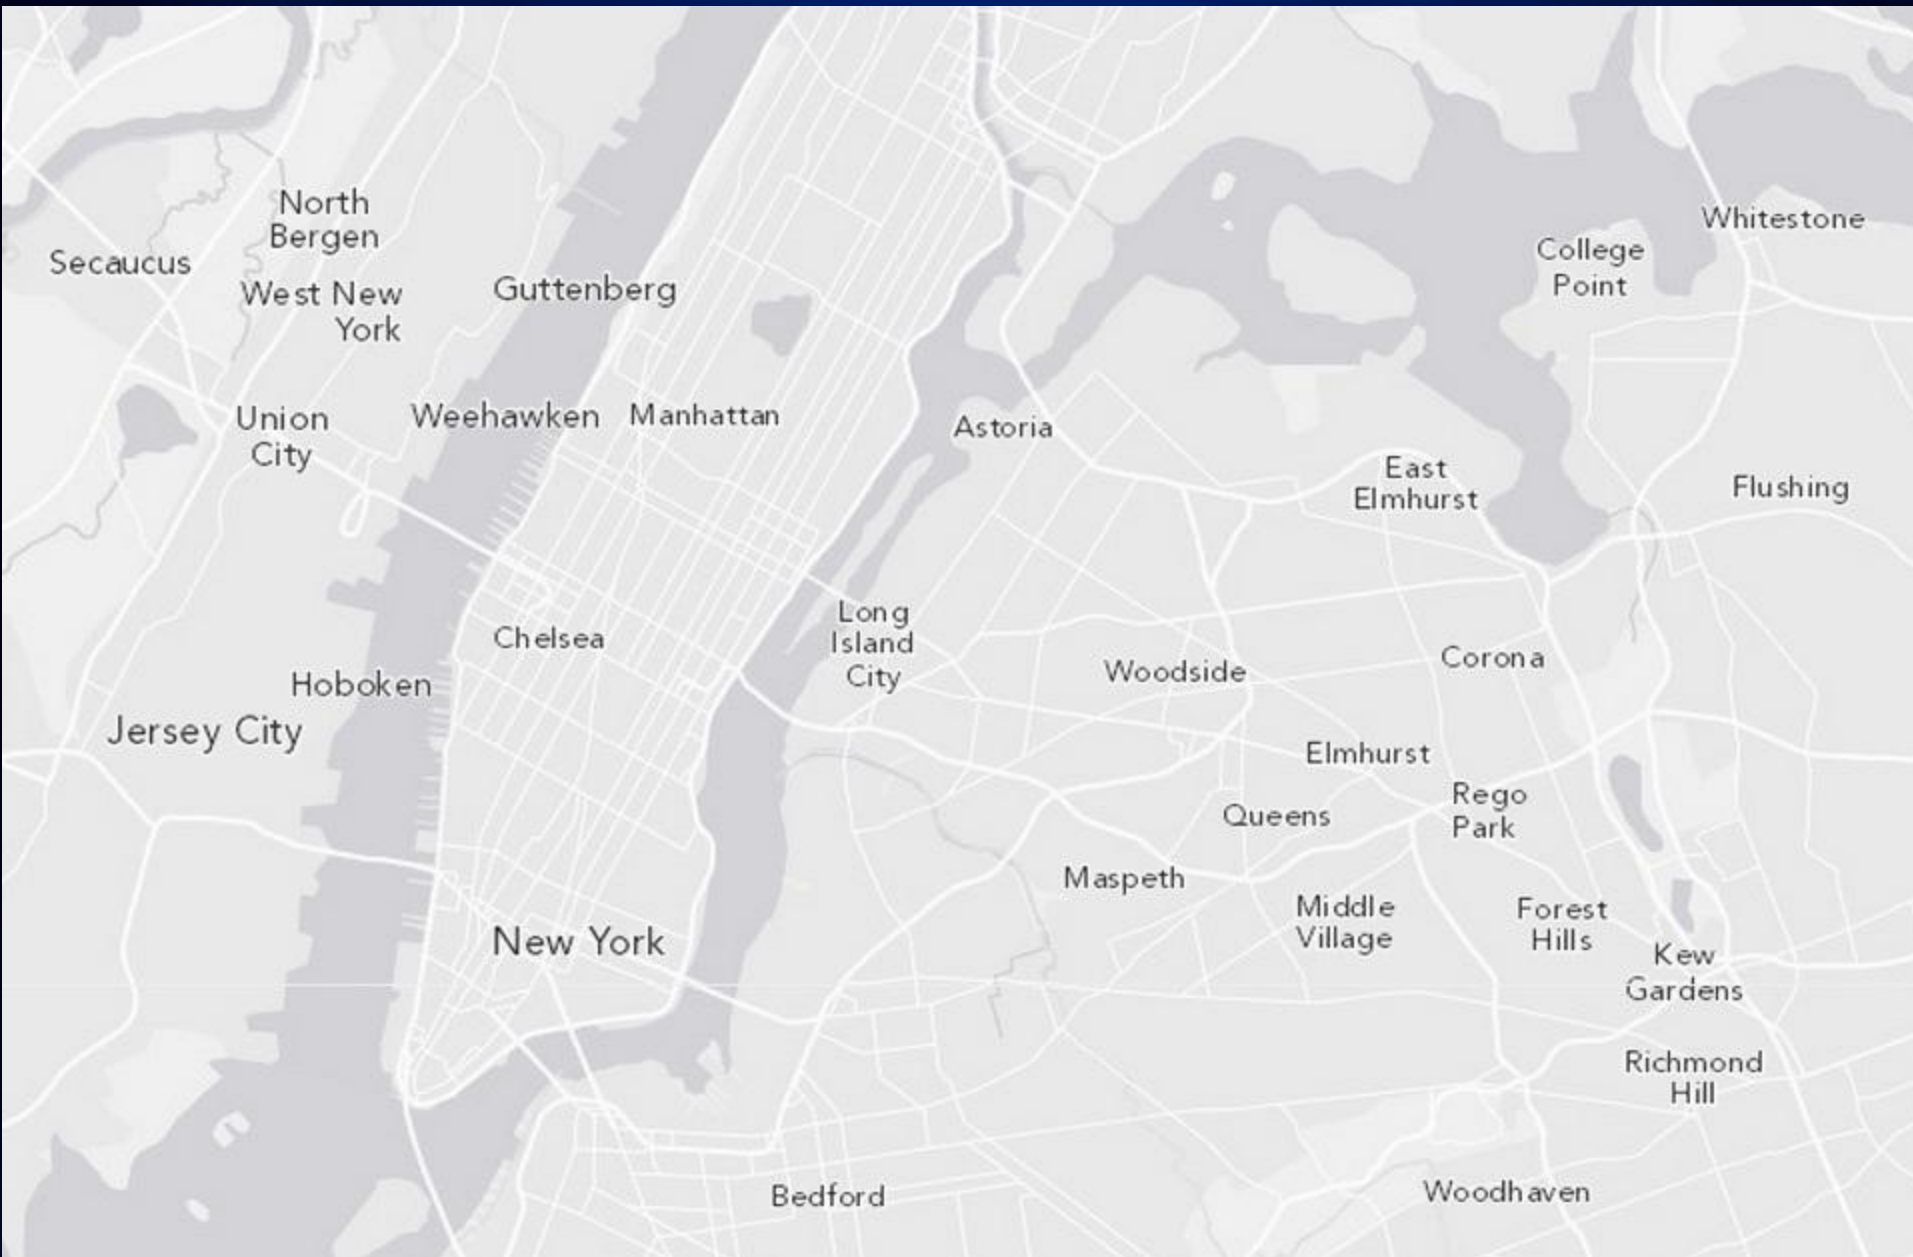 North
Bergen
Whitestone
Secaucus
College
Point
Guttenberg
West New
York
Union
City
Weehawken
Manhattan
Astoria
East
Elmhurst
Flushing
Long
Island
City
Chelsea
Woodside
Corona
Hoboken
Jersey City
Elmhurst
Rego
Park
Queens
Maspeth
Middle
Village
Forest
Hills
New York
Kew
Gardens
Richmond
Hill
Bedford
Woodhaven